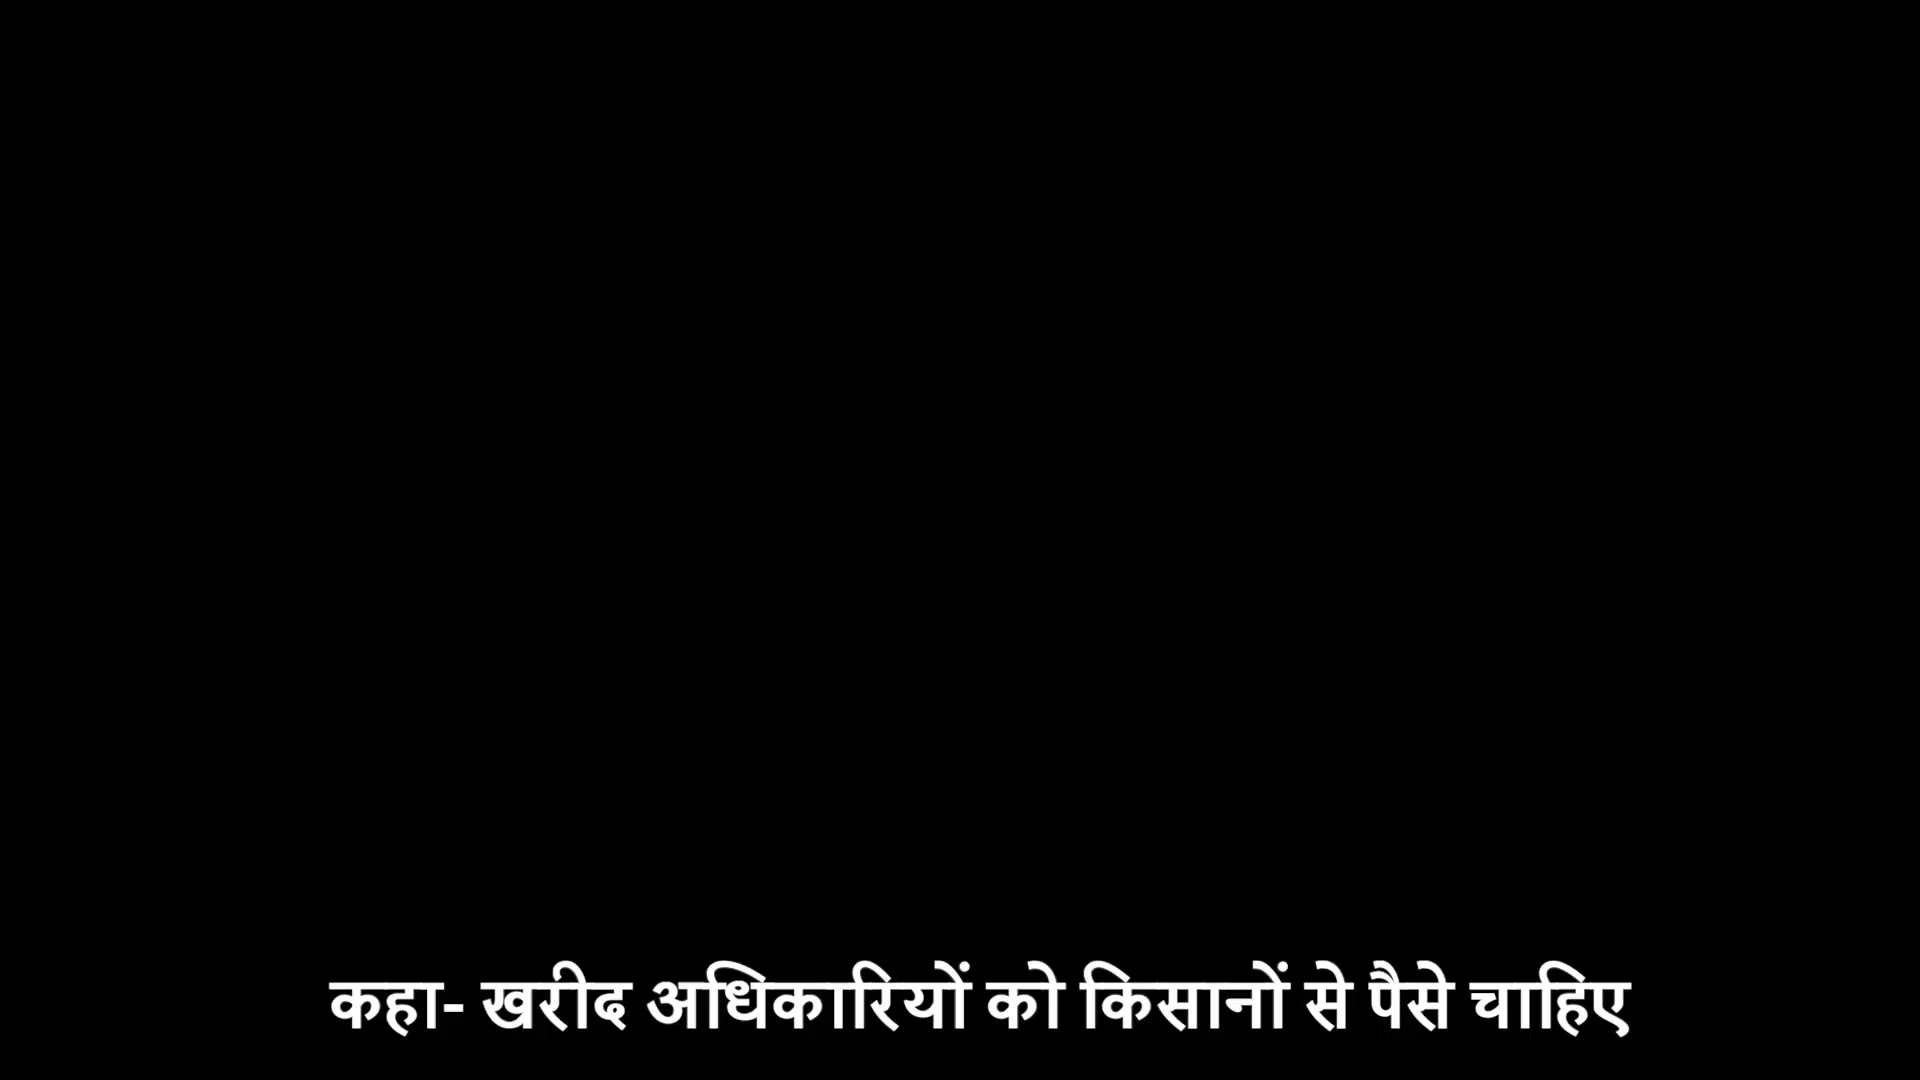 कहा- खरीद अधिकारियों को किसानों से पैसे चाहिए